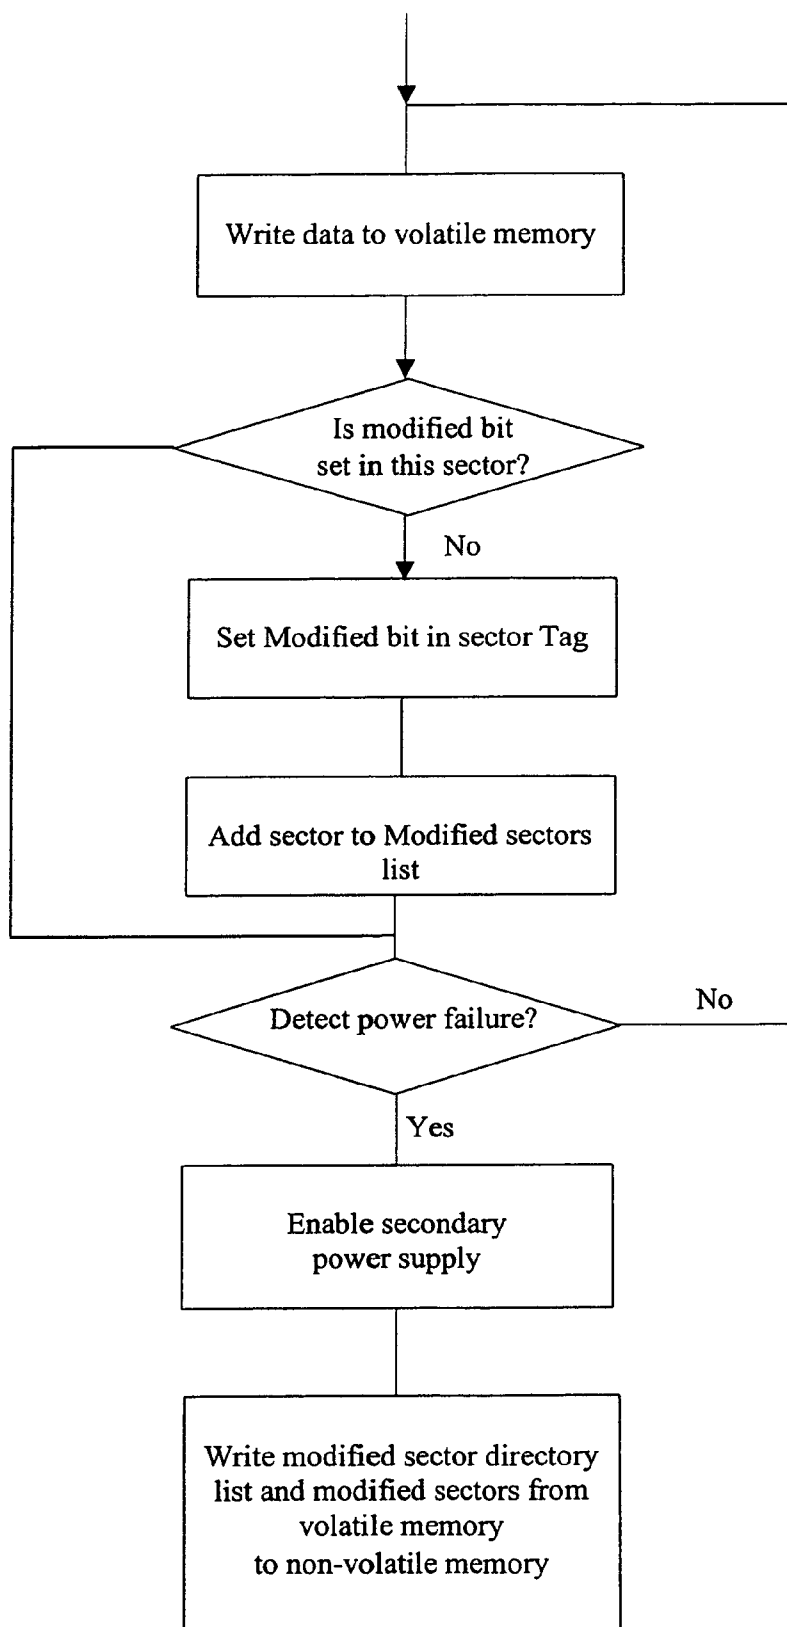 Write data to volatile memory
Is modified bit
set in this sector?
No
Set Modified bit in sector Tag
Add sector to Modified sectors
list
Detect power failure?
No
Yes
Enable secondary
power supply
Write modified sector directory
list and modified sectors from
volatile memory
to non-volatile memory